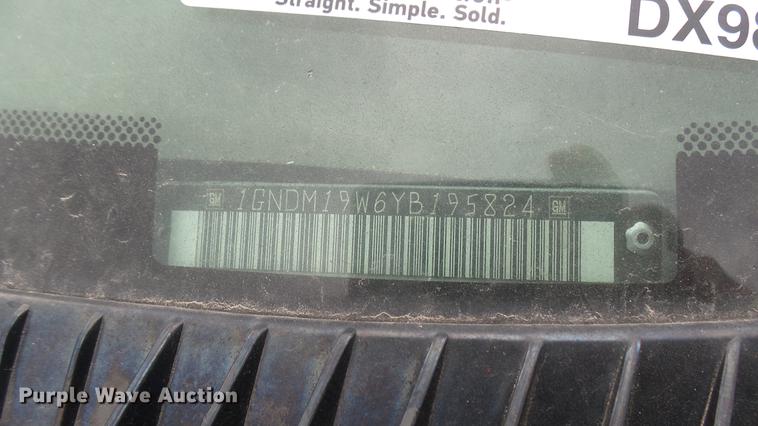 Straight. Simple. Sold.
DX98
GM 1GNDM19W6YB195824 GM
Purple Wave Auction